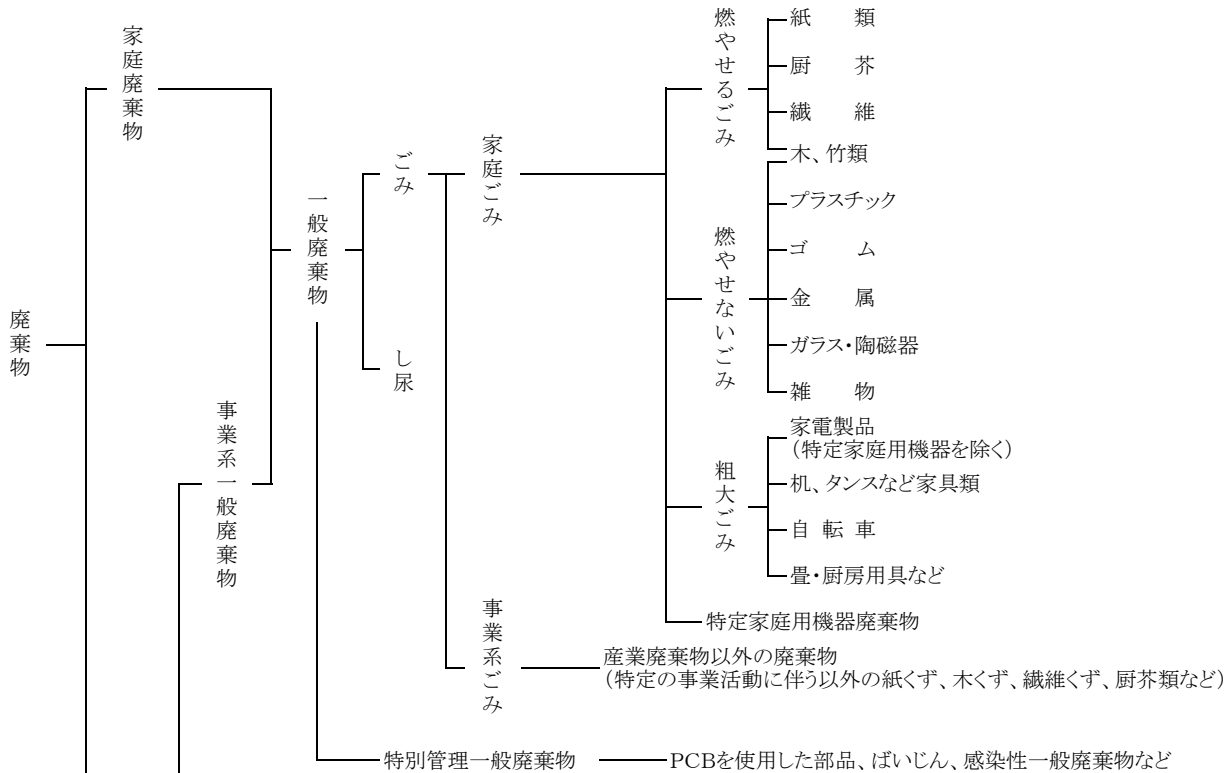 廃棄物
家庭廃棄物
事業系一般廃棄物
一般廃棄物
ごみ
し尿
家庭ごみ
燃やせるごみ
紙　類
厨　芥
繊　維
木、竹類
燃やせないごみ
プラスチック
ゴ　ム
金　属
ガラス・陶磁器
雑　物
粗大ごみ
家電製品
（特定家庭用機器を除く）
机、タンスなど家具類
自 転 車
畳・厨房用具など
特定家庭用機器廃棄物
事業系ごみ
産業廃棄物以外の廃棄物
（特定の事業活動に伴う以外の紙くず、木くず、繊維くず、厨芥類など）
特別管理一般廃棄物
PCBを使用した部品、ばいじん、感染性一般廃棄物など